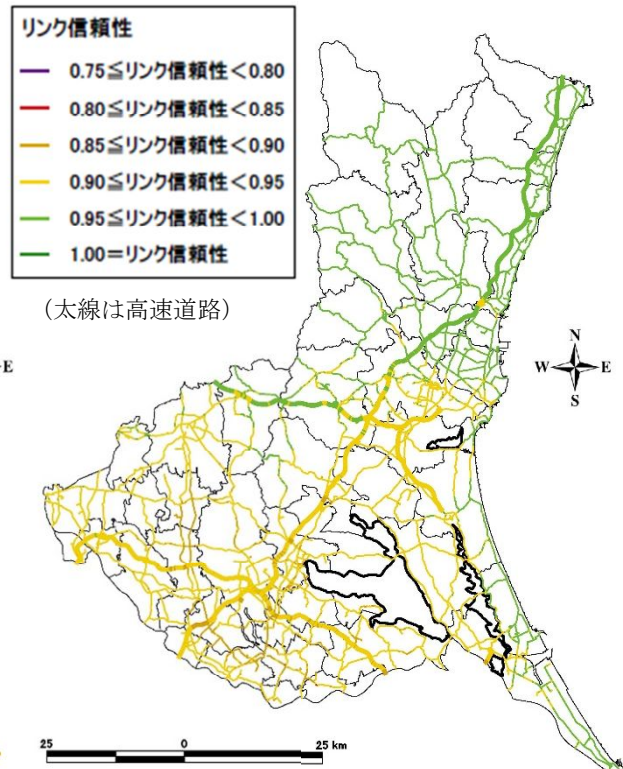 リンク信頼性
0.75≦リンク信頼性<0.80
0.80≦リンク信頼性<0.85
0.85≦リンク信頼性<0.90
0.90≦リンク信頼性<0.95
0.95≦リンク信頼性<1.00
1.00=リンク信頼性
(太線は高速道路)
E
N
W E
S
25 0 25 km